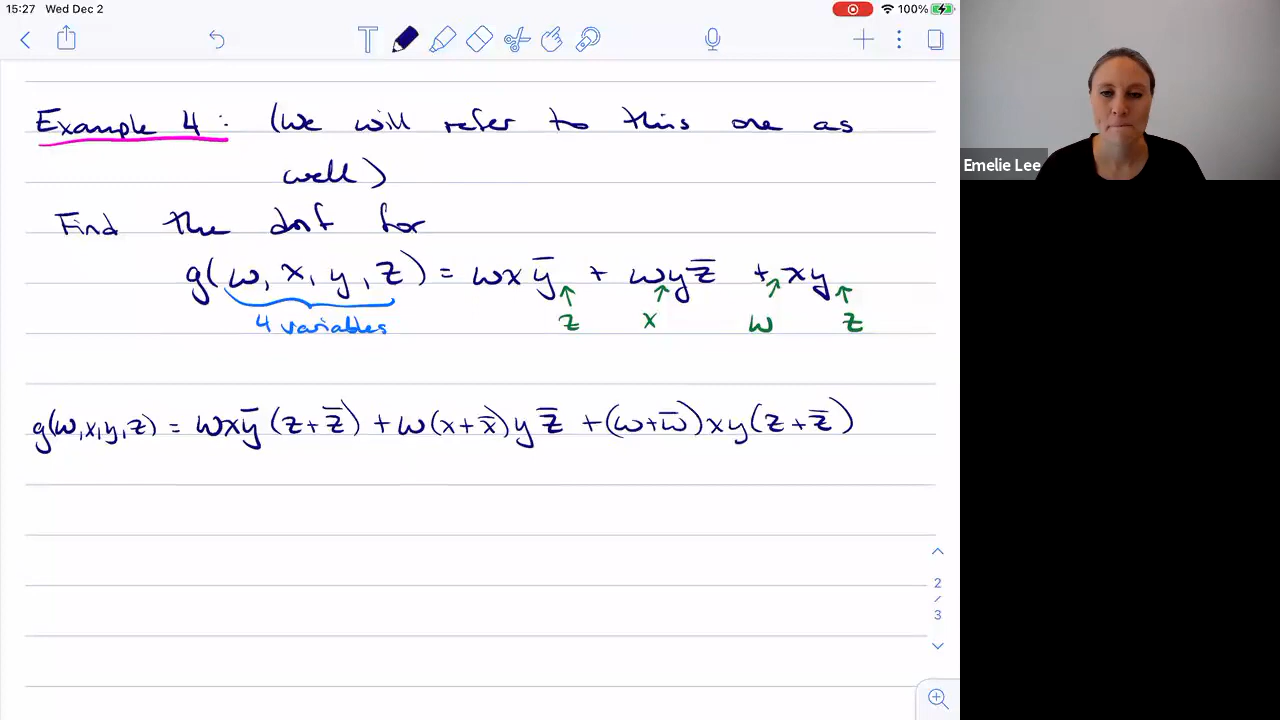 15:27 Wed Dec 2 100%
T
Example 4: (We will refer to this one as
well)
Find the dnf for
g(w, x, y, z) = wxȳ + wyz̄ + xy
4 variables z x w z
g(w,x,y,z) = wxȳ(z+z̄) + w(x+x̄)yz̄ + (w+w̄)xy(z+z̄)
2
/
3
Emelie Lee